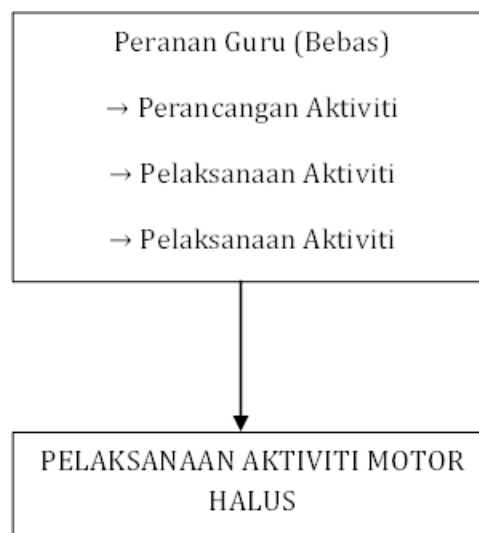 Peranan Guru (Bebas)
→ Perancangan Aktiviti
→ Pelaksanaan Aktiviti
→ Pelaksanaan Aktiviti
PELAKSANAAN AKTIVITI MOTOR
HALUS